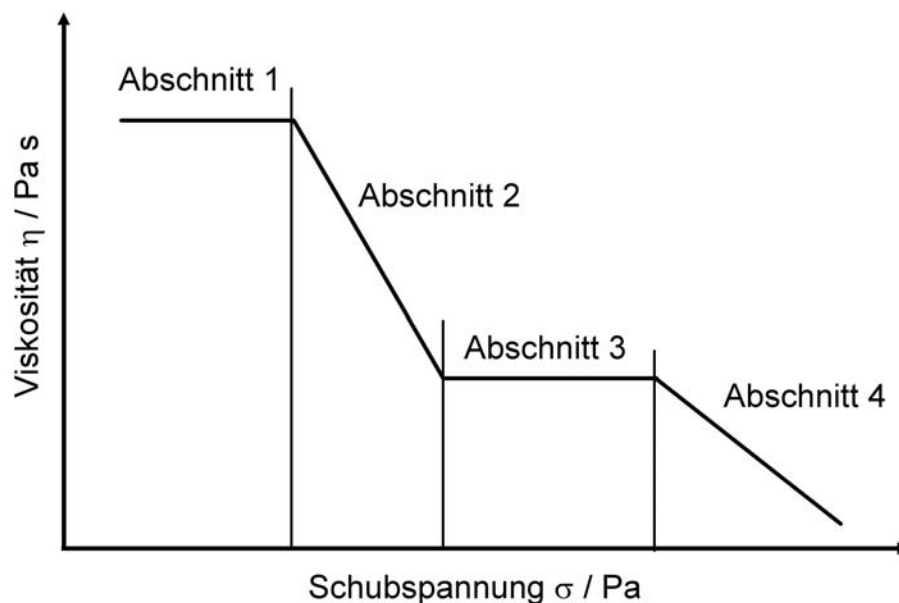 Abschnitt 1
Abschnitt 2
Abschnitt 3
Abschnitt 4
Viskosität η / Pa s
Schubspannung σ / Pa